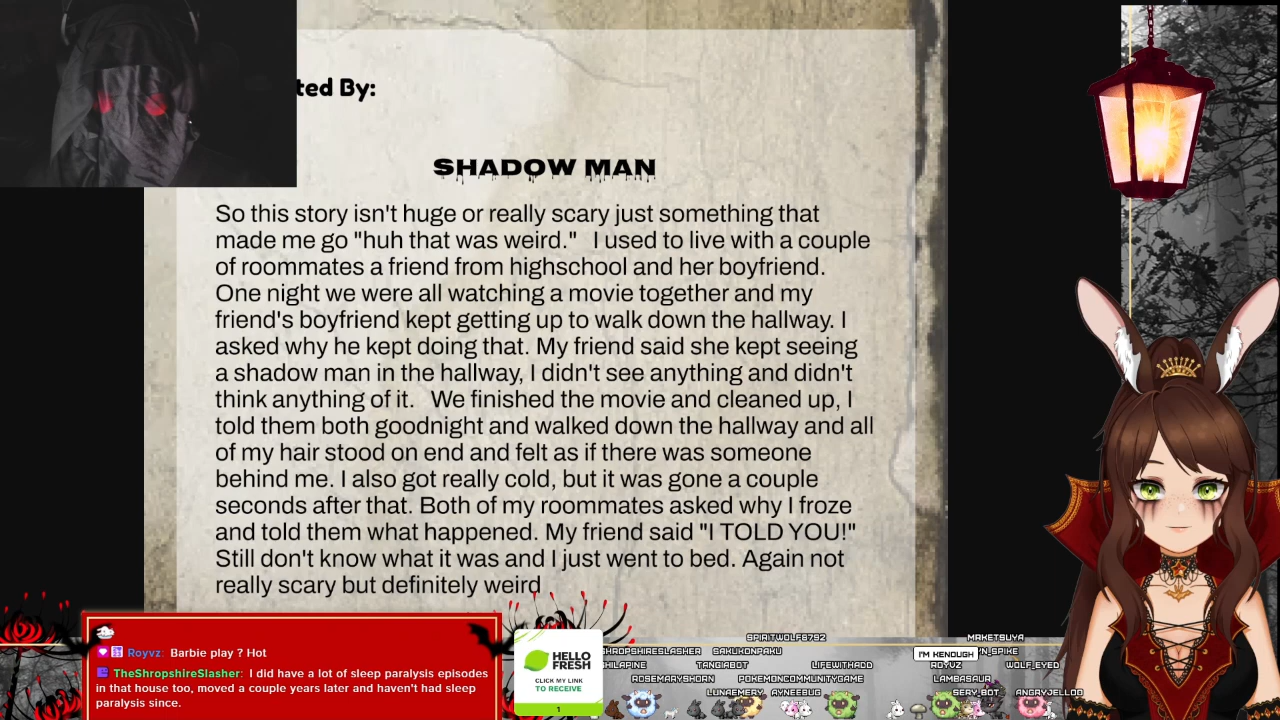 ted By:
SHADOW MAN
So this story isn't huge or really scary just something that
made me go "huh that was weird."   I used to live with a couple
of roommates a friend from highschool and her boyfriend.
One night we were all watching a movie together and my
friend's boyfriend kept getting up to walk down the hallway. I
asked why he kept doing that. My friend said she kept seeing
a shadow man in the hallway, I didn't see anything and didn't
think anything of it.   We finished the movie and cleaned up, I
told them both goodnight and walked down the hallway and all
of my hair stood on end and felt as if there was someone
behind me. I also got really cold, but it was gone a couple
seconds after that. Both of my roommates asked why I froze
and told them what happened. My friend said "I TOLD YOU!"
Still don't know what it was and I just went to bed. Again not
really scary but definitely weird
Royvz: Barbie play ? Hot
TheShropshireSlasher: I did have a lot of sleep paralysis episodes
in that house too, moved a couple years later and haven't had sleep
paralysis since.
HELLO
FRESH
CLICK MY LINK
TO RECEIVE
1
SPIRITWOLF8792
MRKETSUYA
SHROPSHIRESLASHER
SAKUKONPAKU
I'M KENOUGH
N_SPIKE
SHILAPINE
TANGIABOT
LIFEWITHADD
ROYVZ
WOLF_EYED
ROSEMARYSHORN
POKEMONCOMMUNITYGAME
LAMBASAUR
LUNAEMERY
AYNEEBUG
SERY_BOT
ANGRYJELLOO